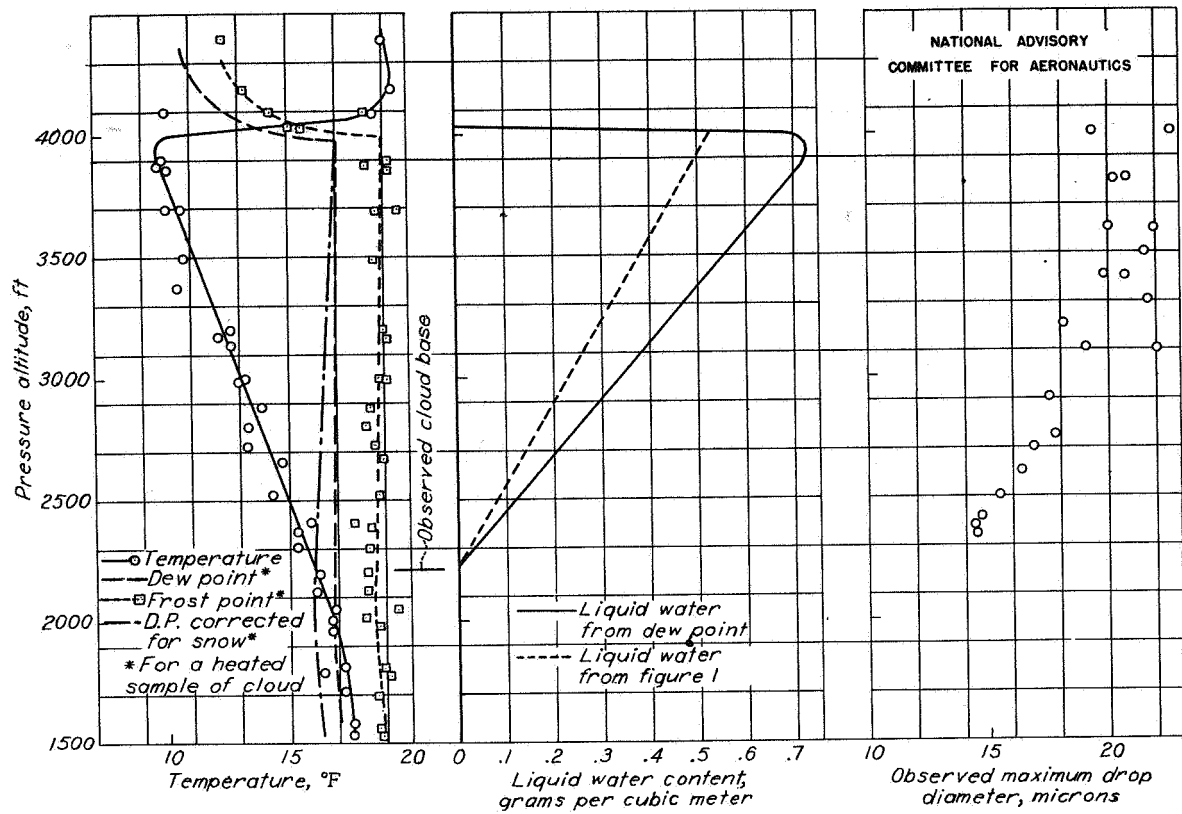 NATIONAL ADVISORY
COMMITTEE FOR AERONAUTICS
4000
3500
3000
2500
2000
1500
Pressure altitude, ft
Temperature
Dew point*
Frost point*
D.P. corrected
for snow*
*For a heated
sample of cloud
10 15 20
Temperature, °F
Observed cloud base
Liquid water
from dew point
Liquid water
from figure 1
0 .1 .2 .3 .4 .5 .6 .7
Liquid water content,
grams per cubic meter
10 15 20
Observed maximum drop
diameter, microns